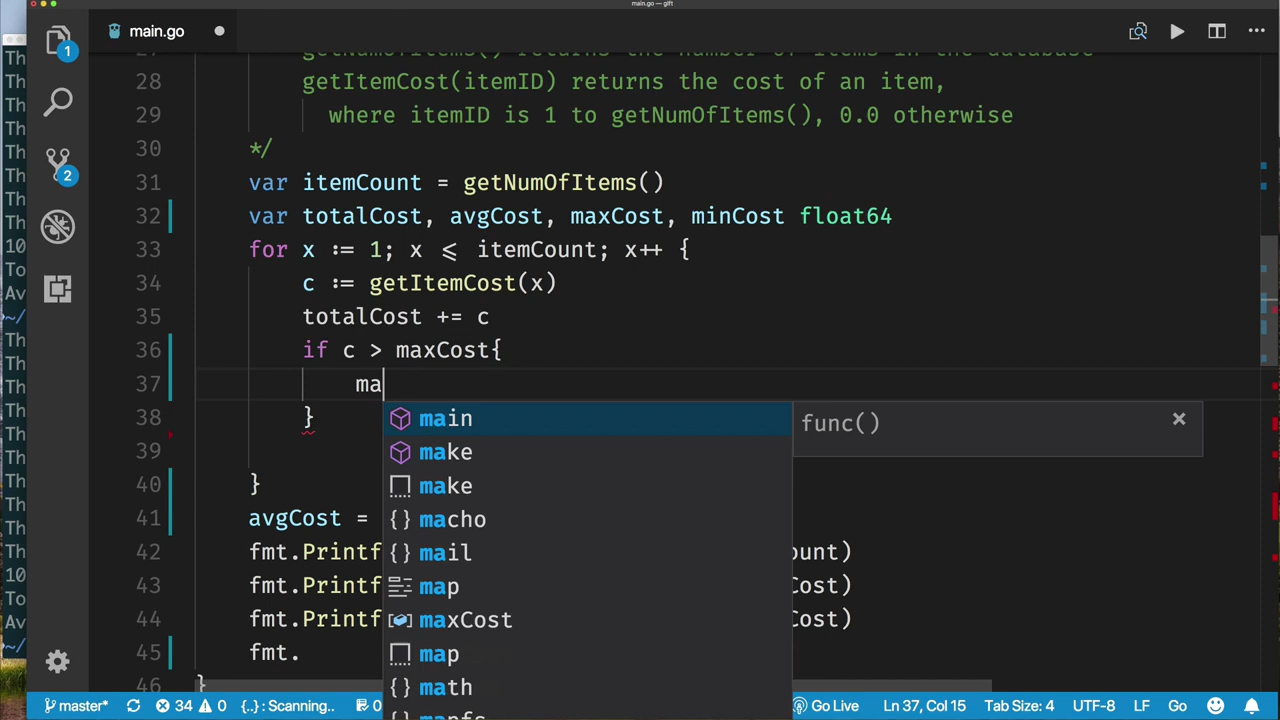 main.go — gift
1
main.go
27 getNumOfItems() returns the number of items in the database
28 getItemCost(itemID) returns the cost of an item,
29 where itemID is 1 to getNumOfItems(), 0.0 otherwise
30 */
31 var itemCount = getNumOfItems()
2
32 var totalCost, avgCost, maxCost, minCost float64
33 for x := 1; x <= itemCount; x++ {
34 c := getItemCost(x)
35 totalCost += c
36 if c > maxCost{
37 ma
38 }
main func()
39
make
40 }
make
41 avgCost =
macho
42 fmt.Printf
mail
ount)
43 fmt.Printf
map
Cost)
44 fmt.Printf
maxCost
Cost)
45 fmt.
map
46 }
math
master* 34 0 {..}: Scanning.. 0 Go Live Ln 37, Col 15 Tab Size: 4 UTF-8 LF Go